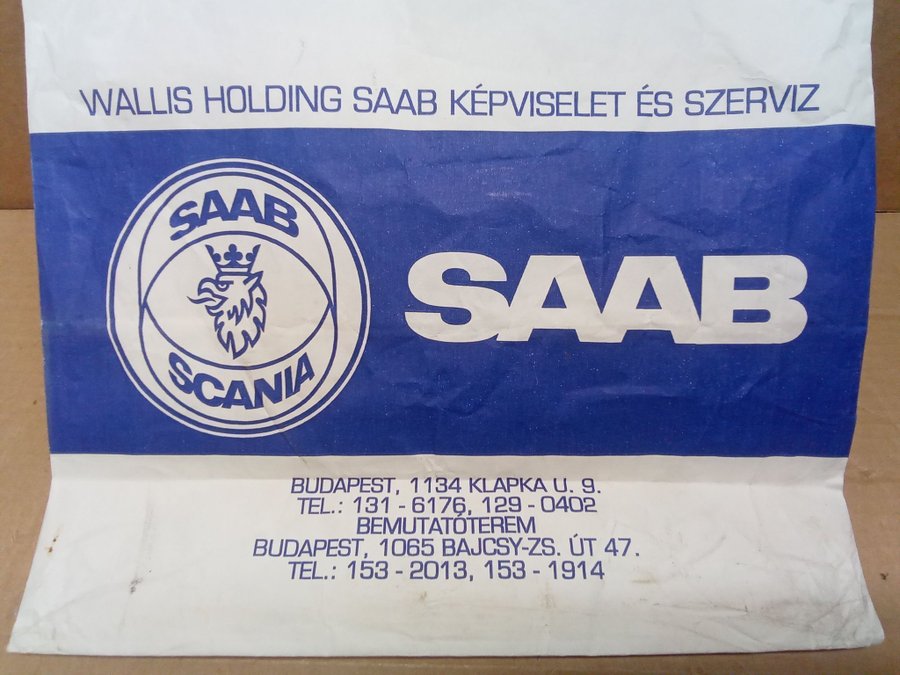 WALLIS HOLDING SAAB KÉPVISELET ÉS SZERVIZ
SAAB
SCANIA
SAAB
BUDAPEST, 1134 KLAPKA U. 9.
TEL.: 131 - 6176, 129 - 0402
BEMUTATÓTEREM
BUDAPEST, 1065 BAJCSY-ZS. ÚT 47.
TEL.: 153 - 2013, 153 - 1914